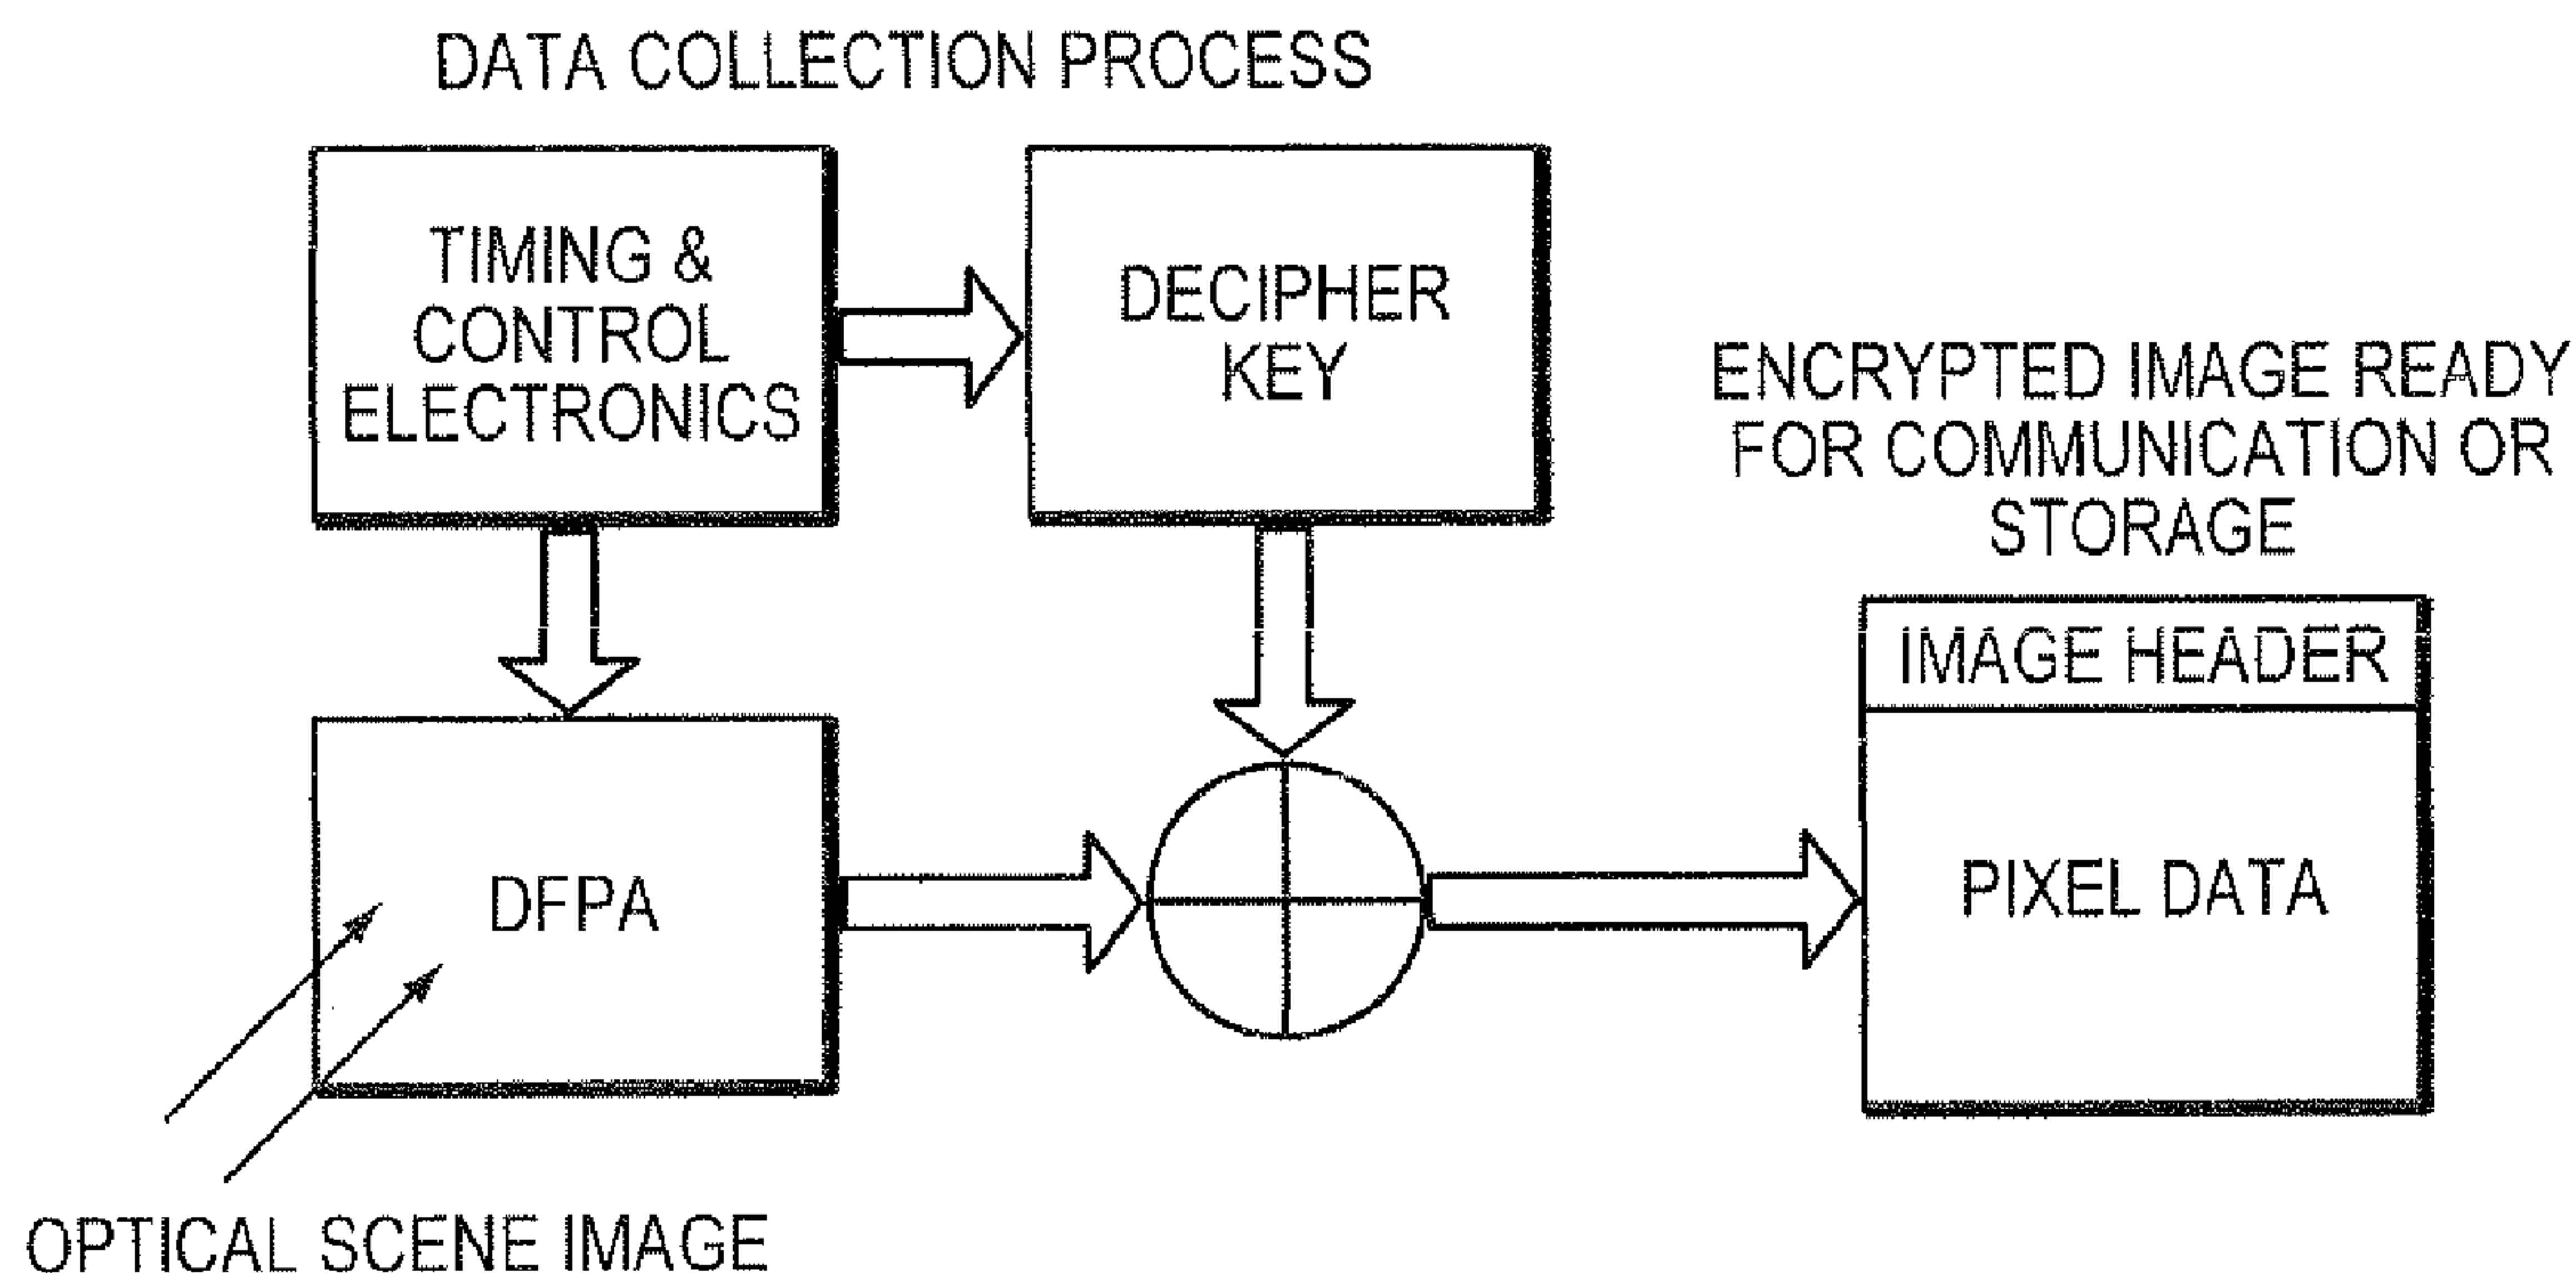 DATA COLLECTION PROCESS
TIMING &
CONTROL
ELECTRONICS
DECIPHER
KEY
ENCRYPTED IMAGE READY
FOR COMMUNICATION OR
STORAGE
IMAGE HEADER
PIXEL DATA
DFPA
OPTICAL SCENE IMAGE